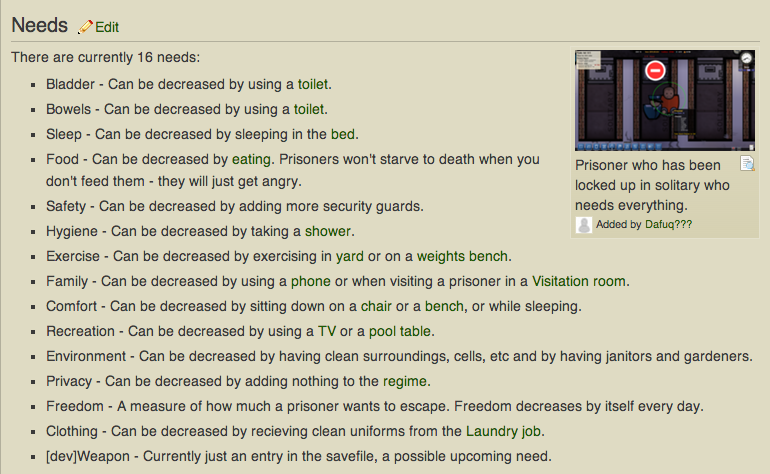 Needs Edit
There are currently 16 needs:
Bladder - Can be decreased by using a toilet.
Bowels - Can be decreased by using a toilet.
Sleep - Can be decreased by sleeping in the bed.
Food - Can be decreased by eating. Prisoners won't starve to death when you
don't feed them - they will just get angry.
Safety - Can be decreased by adding more security guards.
Hygiene - Can be decreased by taking a shower.
Exercise - Can be decreased by exercising in yard or on a weights bench.
Family - Can be decreased by using a phone or when visiting a prisoner in a Visitation room.
Comfort - Can be decreased by sitting down on a chair or a bench, or while sleeping.
Recreation - Can be decreased by using a TV or a pool table.
Environment - Can be decreased by having clean surroundings, cells, etc and by having janitors and gardeners.
Privacy - Can be decreased by adding nothing to the regime.
Freedom - A measure of how much a prisoner wants to escape. Freedom decreases by itself every day.
Clothing - Can be decreased by recieving clean uniforms from the Laundry job.
[dev]Weapon - Currently just an entry in the savefile, a possible upcoming need.
Prisoner who has been
locked up in solitary who
needs everything.
Added by Dafuq???